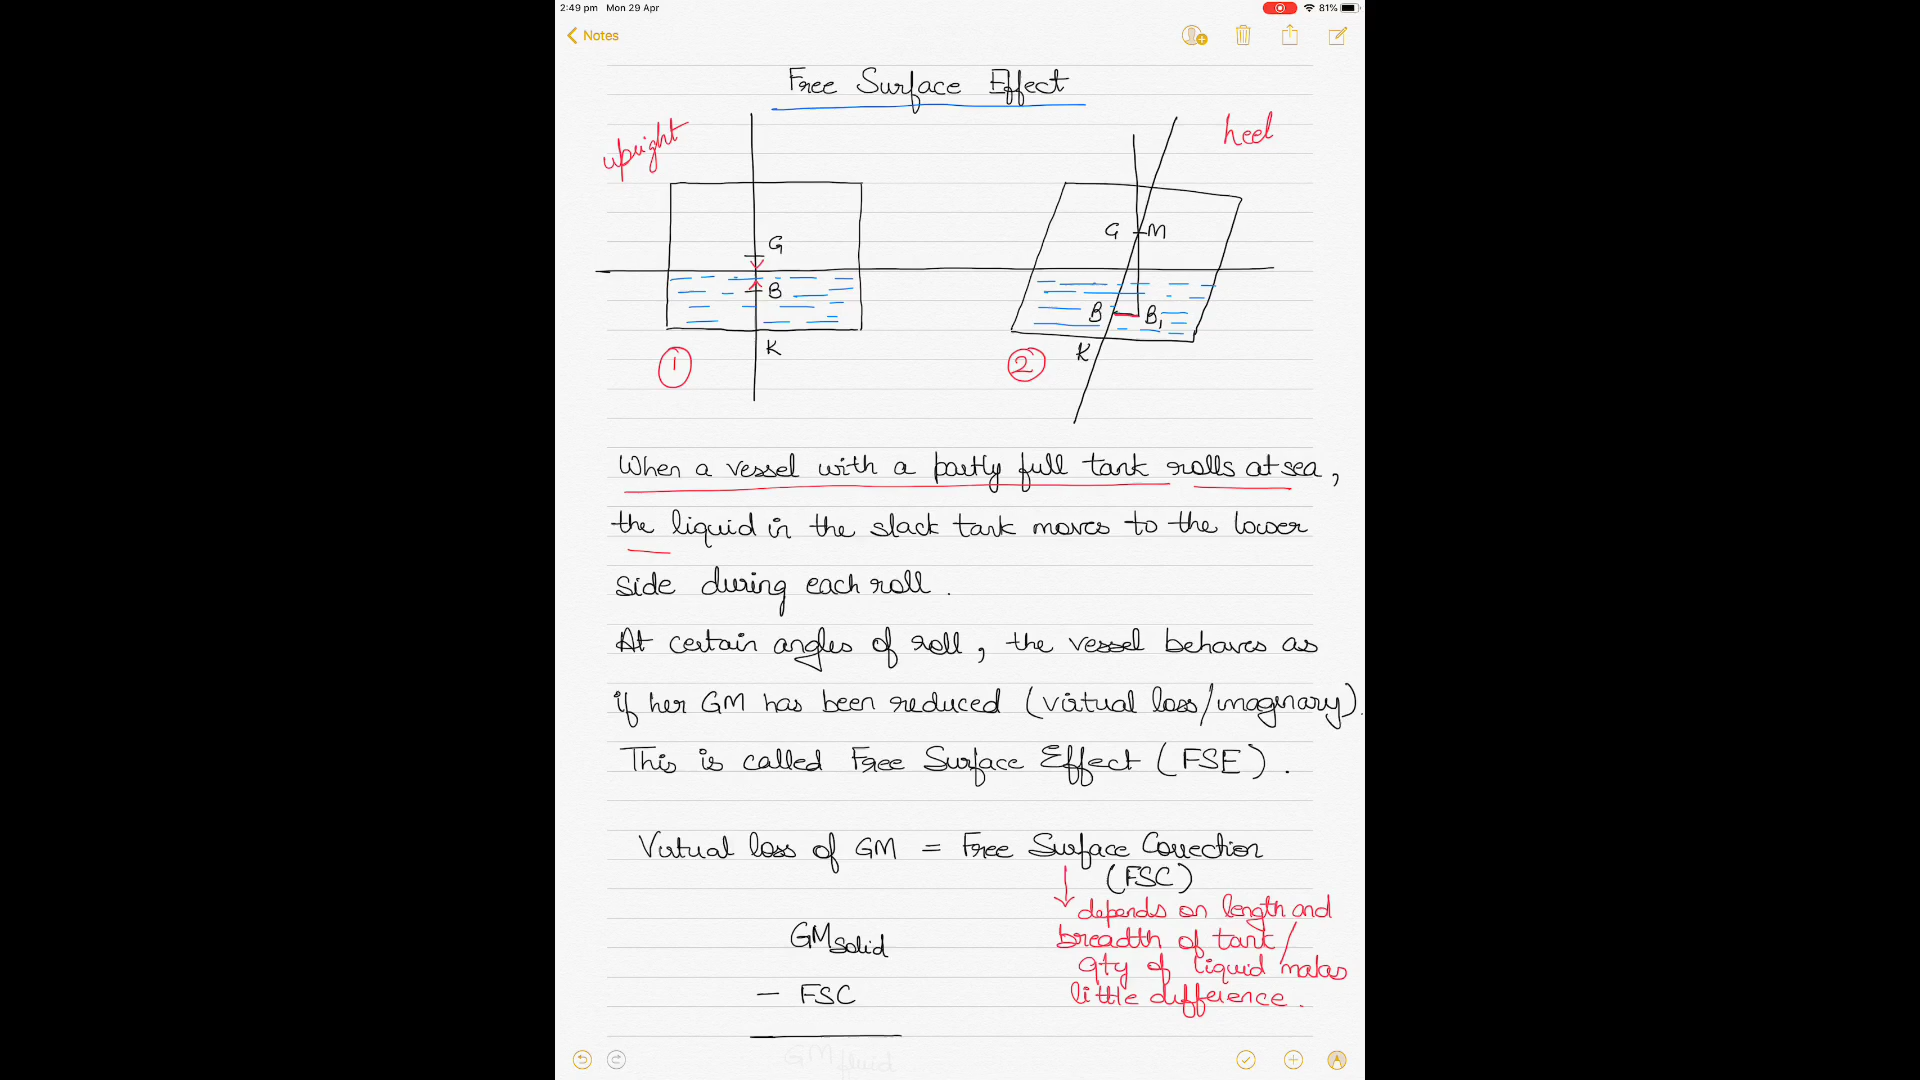 2:49 pm Mon 29 Apr
81%
Notes
Free Surface Effect
upright
heel
G
G M
B
B B1
K
K
1
2
When a vessel with a partly full tank rolls at sea,
the liquid in the slack tank moves to the lower
side during each roll.
At certain angles of roll, the vessel behaves as
if her GM has been reduced (virtual loss/imaginary).
This is called Free Surface Effect (FSE).
Virtual loss of GM = Free Surface Correction
(FSC)
↓ depends on length and
breadth of tank/
qty of liquid makes
little difference.
GMsolid
— FSC
GMfluid